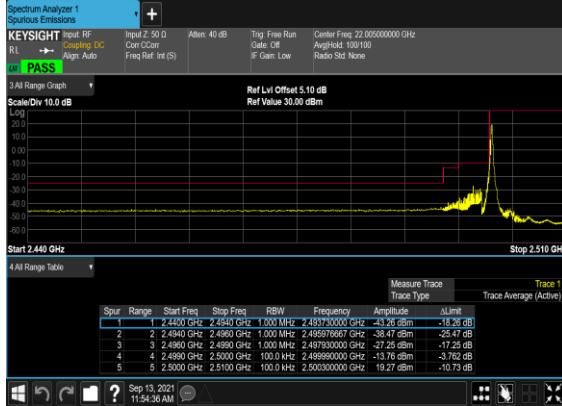 Spectrum Analyzer 1
Spurious Emissions
+
KEYSIGHT Input: RF Input Z: 50 Ω Atten: 40 dB Trig: Free Run Center Freq: 22.005000000 GHz
RL Coupling: DC Corr CCorr Gate: Off Avg|Hold: 100/100
Align: Auto Freq Ref: Int (S) IF Gain: Low Radio Std: None
PASS
3 All Range Graph
Ref Lvl Offset 5.10 dB
Scale/Div 10.0 dB Ref Value 30.00 dBm
Log
20.0
10.0
0.00
-10.0
-20.0
-30.0
-40.0
-50.0
-60.0
Start 2.440 GHz Stop 2.510 GH
4 All Range Table
Measure Trace Trace 1
Trace Type Trace Average (Active)
Spur Range Start Freq Stop Freq RBW Frequency Amplitude ΔLimit
1 1 2.4400 GHz 2.4940 GHz 1.000 MHz 2.493730000 GHz -43.26 dBm -18.26 dB
2 2 2.4940 GHz 2.4960 GHz 1.000 MHz 2.495976667 GHz -38.47 dBm -25.47 dB
3 3 2.4960 GHz 2.4990 GHz 1.000 MHz 2.497930000 GHz -27.25 dBm -17.25 dB
4 4 2.4990 GHz 2.5000 GHz 100.0 kHz 2.499990000 GHz -13.76 dBm -3.762 dB
5 5 2.5000 GHz 2.5100 GHz 100.0 kHz 2.500300000 GHz 19.27 dBm -10.73 dB
?
Sep 13, 2021
11:54:36 AM